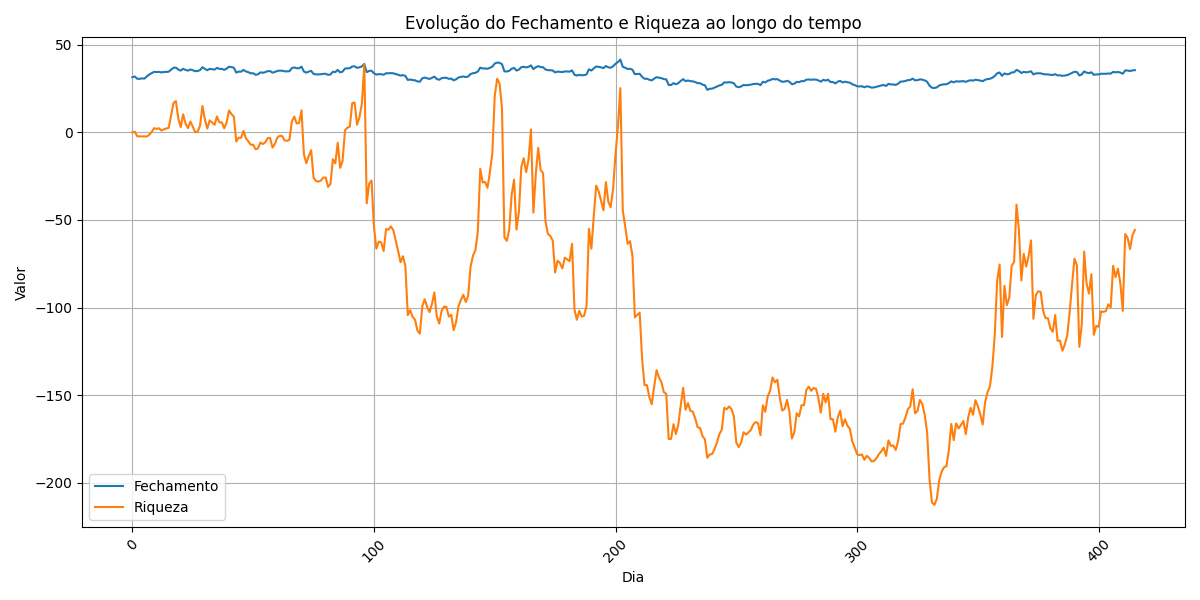 Evolução do Fechamento e Riqueza ao longo do tempo
50
0
−50
−100
−150
−200
Valor
Fechamento
Riqueza
0
100
200
300
400
Dia